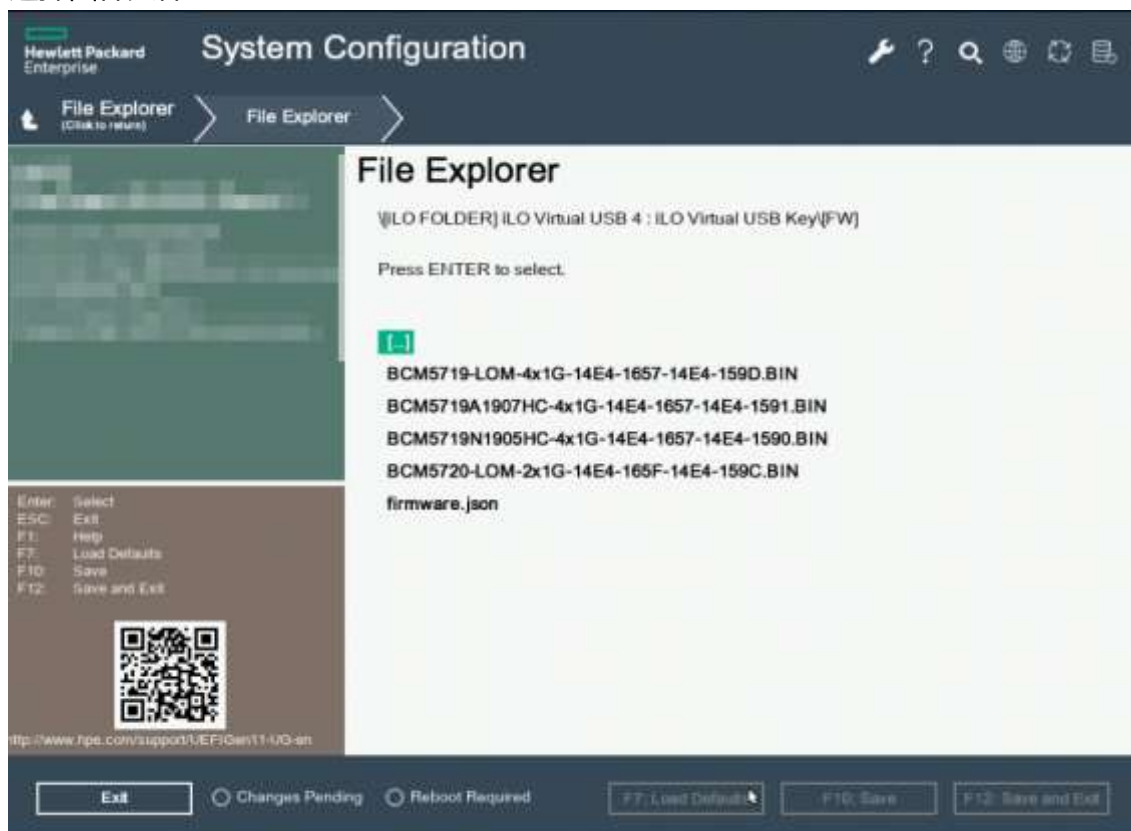 Hewlett Packard
Enterprise
System Configuration
File Explorer
(Click to return)
File Explorer
File Explorer
\[ILO FOLDER] iLO Virtual USB 4 : iLO Virtual USB Key\[FW]
Press ENTER to select.
[...]
BCM5719-LOM-4x1G-14E4-1657-14E4-159D.BIN
BCM5719A1907HC-4x1G-14E4-1657-14E4-1591.BIN
BCM5719N1905HC-4x1G-14E4-1657-14E4-1590.BIN
BCM5720-LOM-2x1G-14E4-165F-14E4-159C.BIN
firmware.json
Enter: Select
ESC: Exit
F1: Help
F7: Load Defaults
F10: Save
F12: Save and Exit
http://www.hpe.com/support/UEFIGen11-UG-en
Exit
Changes Pending
Reboot Required
F7: Load Defaults
F10: Save
F12: Save and Exit